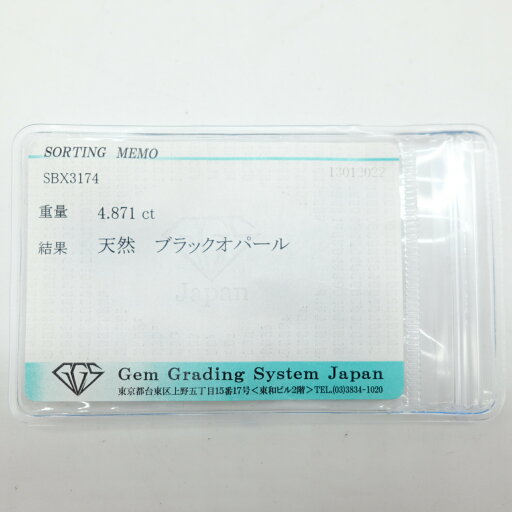 SORTING MEMO
SBX3174
13012022
重量 4.871 ct
結果 天然 ブラックオパール
Japan
Gem Grading System Japan
東京都台東区上野五丁目15番17号<東和ビル2階>TEL.(03)3834-1020